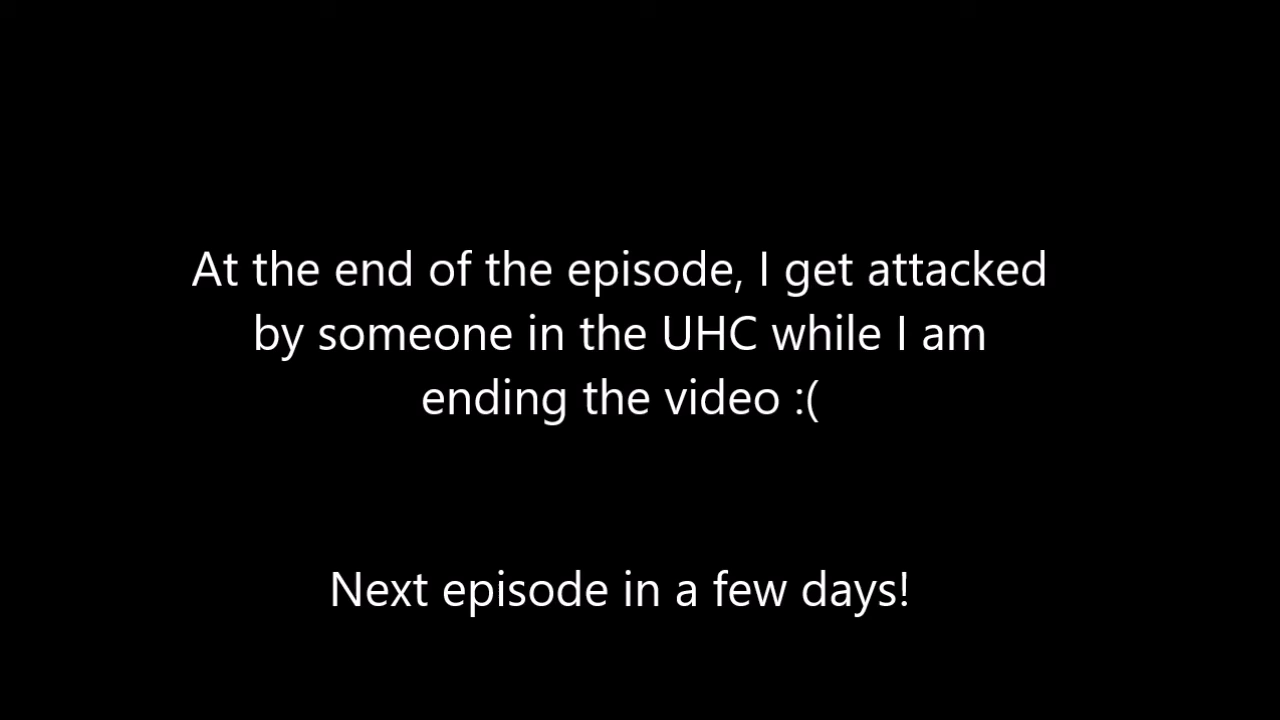 At the end of the episode, I get attacked
by someone in the UHC while I am
ending the video :(
Next episode in a few days!